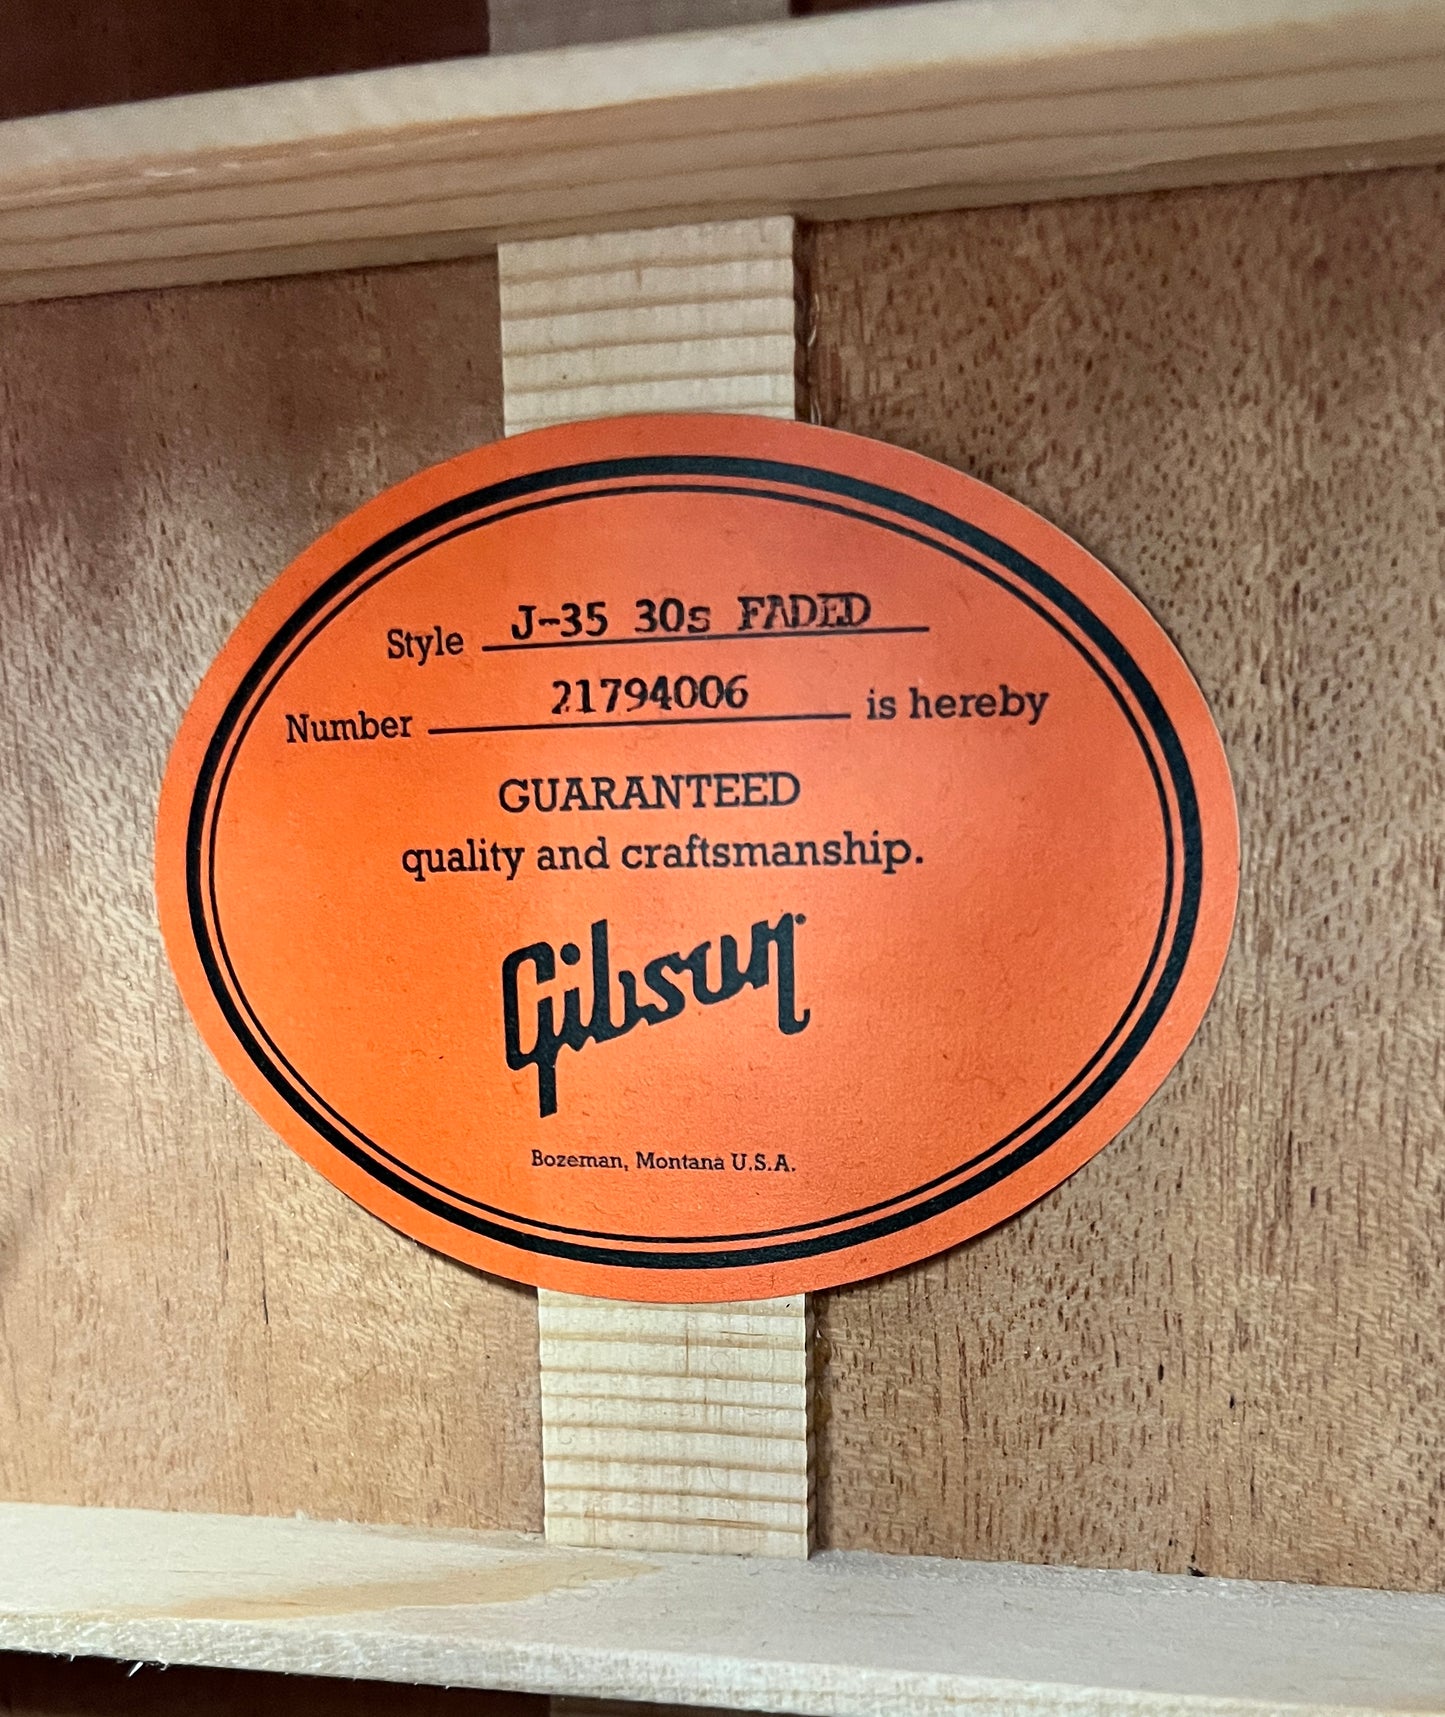 Style J-35 30s FADED
Number 21794006 is hereby
GUARANTEED
quality and craftsmanship.
Gibson
Bozeman, Montana U.S.A.